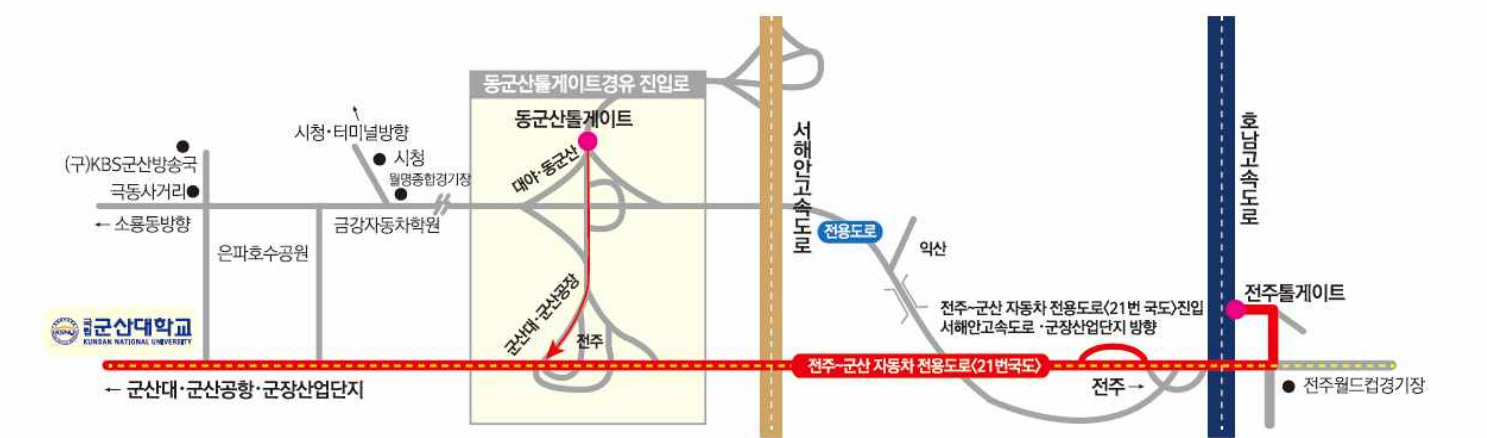 동군산톨게이트경유 진입로
동군산톨게이트
대야·동군산
군산대·군산공장
전주
시청·터미널방향
시청
월명종합경기장
(구)KBS군산방송국
극동사거리
← 소룡동방향
금강자동차학원
은파호수공원
국립군산대학교
KUNSAN NATIONAL UNIVERSITY
← 군산대·군산공항·군장산업단지
서해안고속도로
전용도로
익산
호남고속도로
전주톨게이트
전주~군산 자동차 전용도로〈21번 국도〉진입
서해안고속도로 ·군장산업단지 방향
전주~군산 자동차 전용도로〈21번국도〉
전주→
전주월드컵경기장